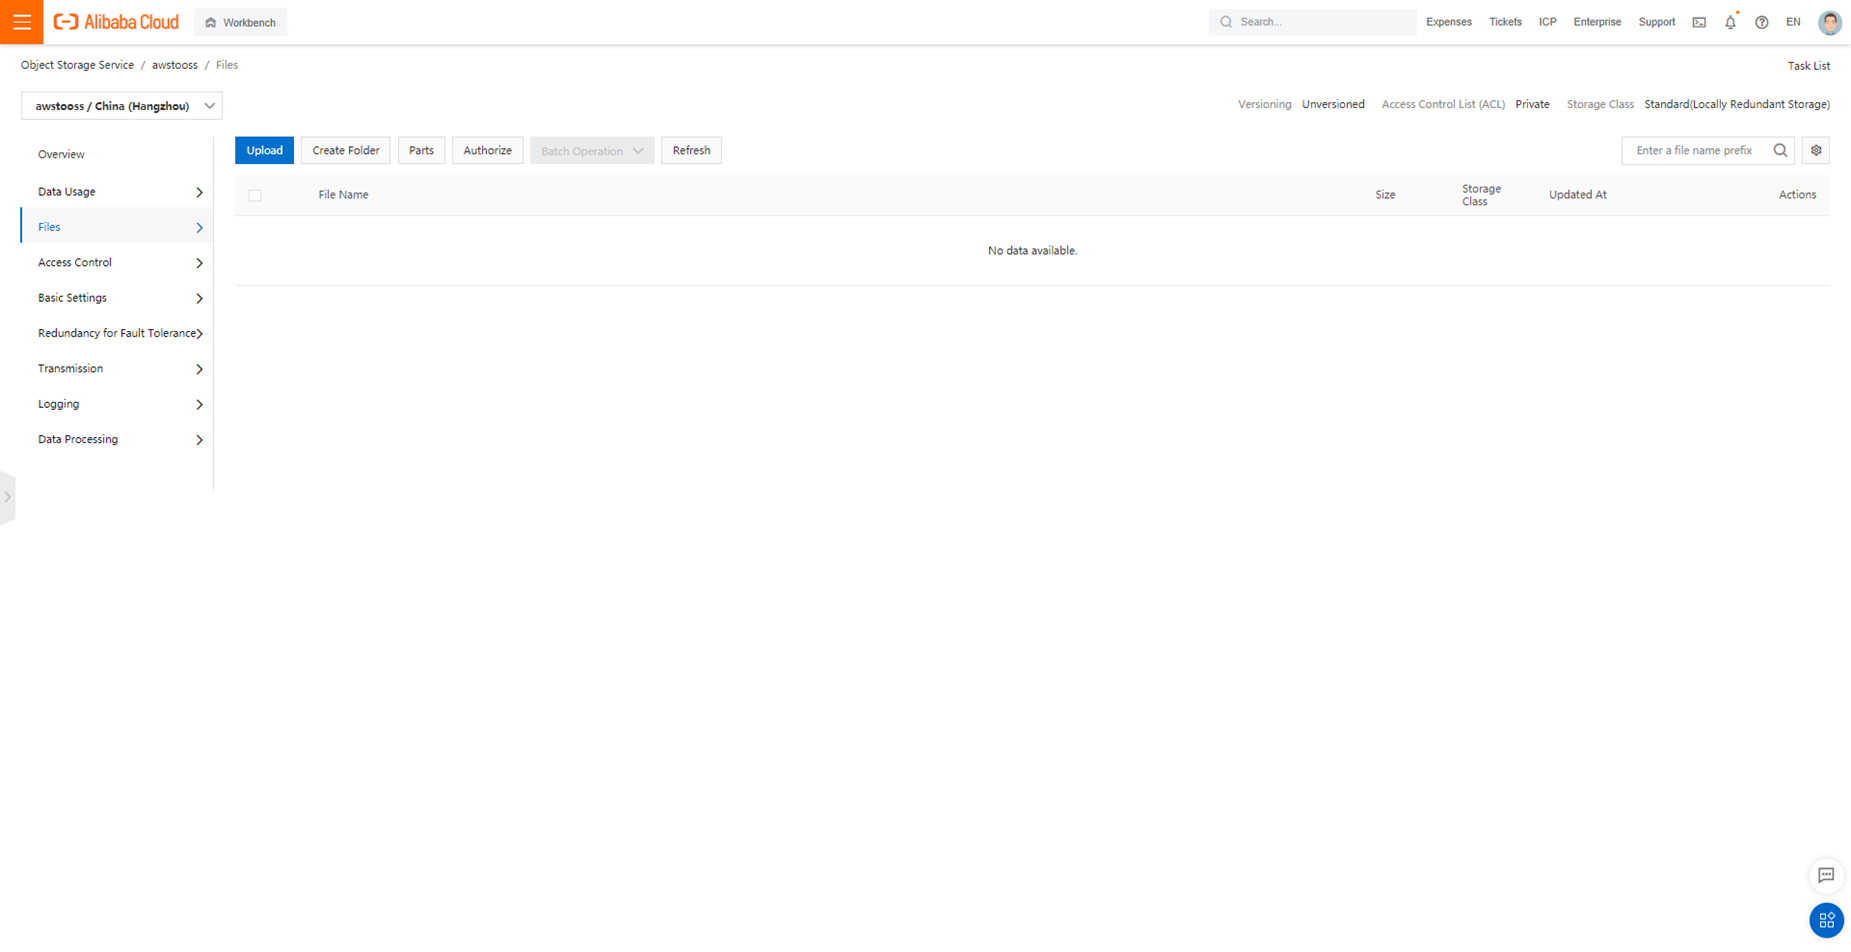 Alibaba Cloud Workbench Search... Expenses Tickets ICP Enterprise Support EN
Object Storage Service / awstooss / Files Task List
awstooss / China (Hangzhou) Versioning Unversioned Access Control List (ACL) Private Storage Class Standard(Locally Redundant Storage)
Overview
Data Usage
Files
Access Control
Basic Settings
Redundancy for Fault Tolerance
Transmission
Logging
Data Processing
Upload Create Folder Parts Authorize Batch Operation Refresh Enter a file name prefix
File Name Size Storage Class Updated At Actions
No data available.